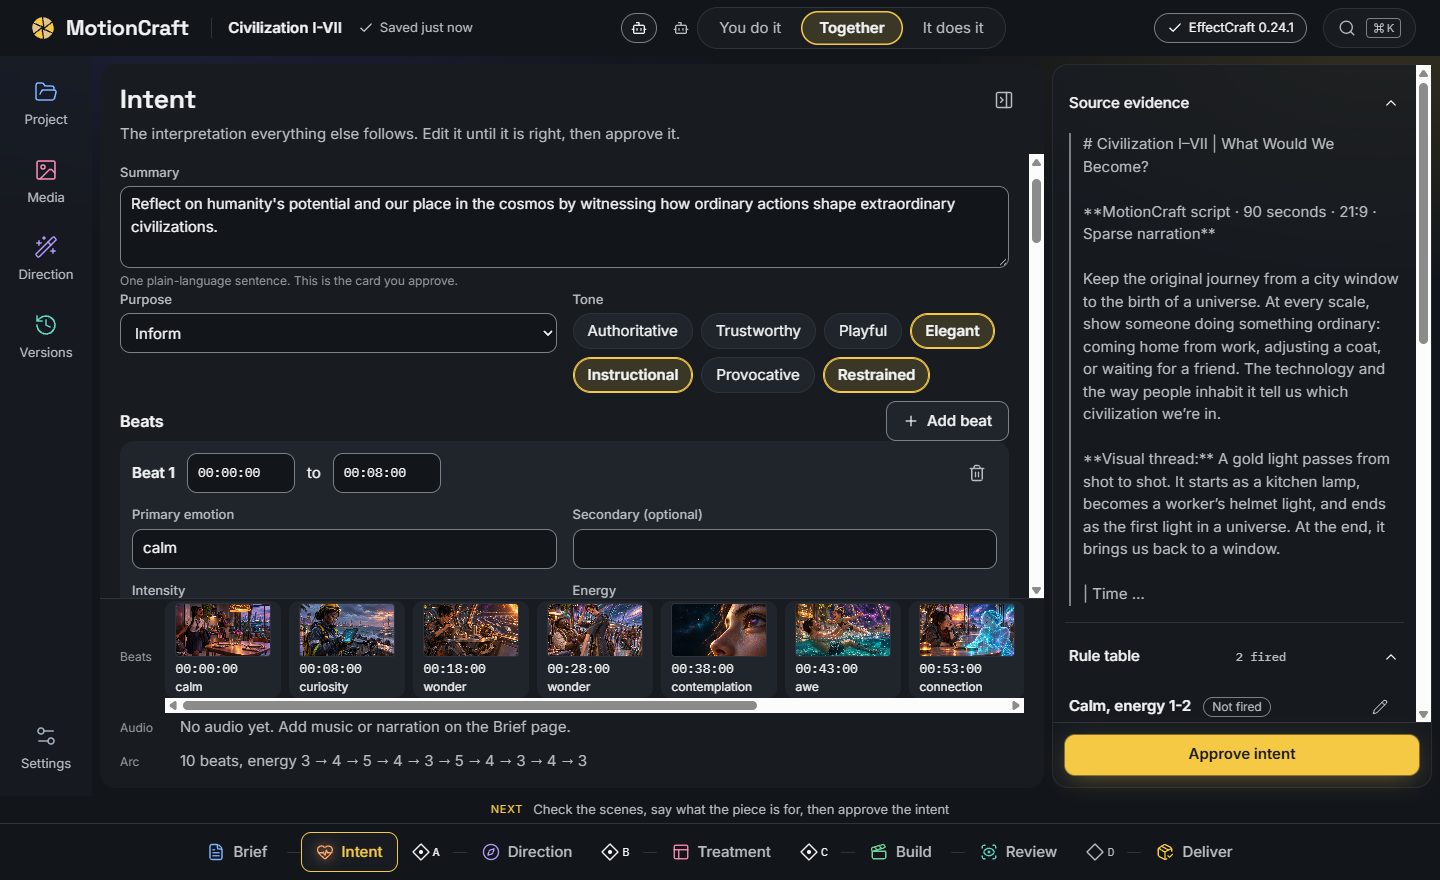 MotionCraft
Civilization I-VII
Saved just now
You do it
Together
It does it
EffectCraft 0.24.1
⌘K
Project
Media
Direction
Versions
Settings
Intent
The interpretation everything else follows. Edit it until it is right, then approve it.
Summary
Reflect on humanity's potential and our place in the cosmos by witnessing how ordinary actions shape extraordinary
civilizations.
One plain-language sentence. This is the card you approve.
Purpose
Inform
Tone
Authoritative
Trustworthy
Playful
Elegant
Instructional
Provocative
Restrained
Beats
+ Add beat
Beat 1
00:00:00
to
00:08:00
Primary emotion
calm
Secondary (optional)
Intensity
Energy
Beats
00:00:00
calm
00:08:00
curiosity
00:18:00
wonder
00:28:00
wonder
00:38:00
contemplation
00:43:00
awe
00:53:00
connection
Audio
No audio yet. Add music or narration on the Brief page.
Arc
10 beats, energy 3 → 4 → 5 → 4 → 3 → 5 → 4 → 3 → 4 → 3
Source evidence
# Civilization I–VII | What Would We
Become?
**MotionCraft script · 90 seconds · 21:9 ·
Sparse narration**
Keep the original journey from a city window
to the birth of a universe. At every scale,
show someone doing something ordinary:
coming home from work, adjusting a coat,
or waiting for a friend. The technology and
the way people inhabit it tell us which
civilization we’re in.
**Visual thread:** A gold light passes from
shot to shot. It starts as a kitchen lamp,
becomes a worker’s helmet light, and ends
as the first light in a universe. At the end, it
brings us back to a window.
| Time ...
Rule table
2 fired
Calm, energy 1-2
Not fired
Approve intent
NEXT Check the scenes, say what the piece is for, then approve the intent
Brief
Intent
A
Direction
B
Treatment
C
Build
Review
D
Deliver